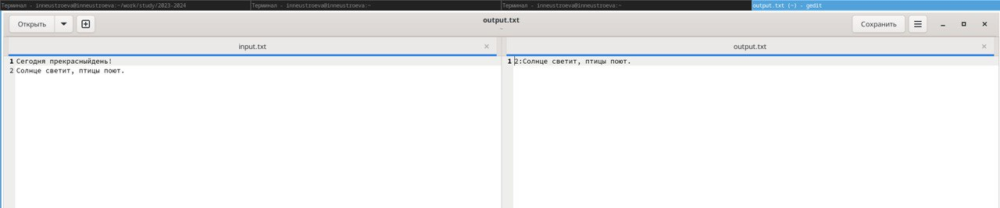 Терминал - inneustroeva@inneustroeva:~/work/study/2023-2024
Терминал - inneustroeva@inneustroeva:~
Терминал - inneustroeva@inneustroeva:~
output.txt (~) - gedit
Открыть
output.txt
~
Сохранить
input.txt
output.txt
1 Сегодня прекрасныйдень!
2 Солнце светит, птицы поют.
1 2:Солнце светит, птицы поют.